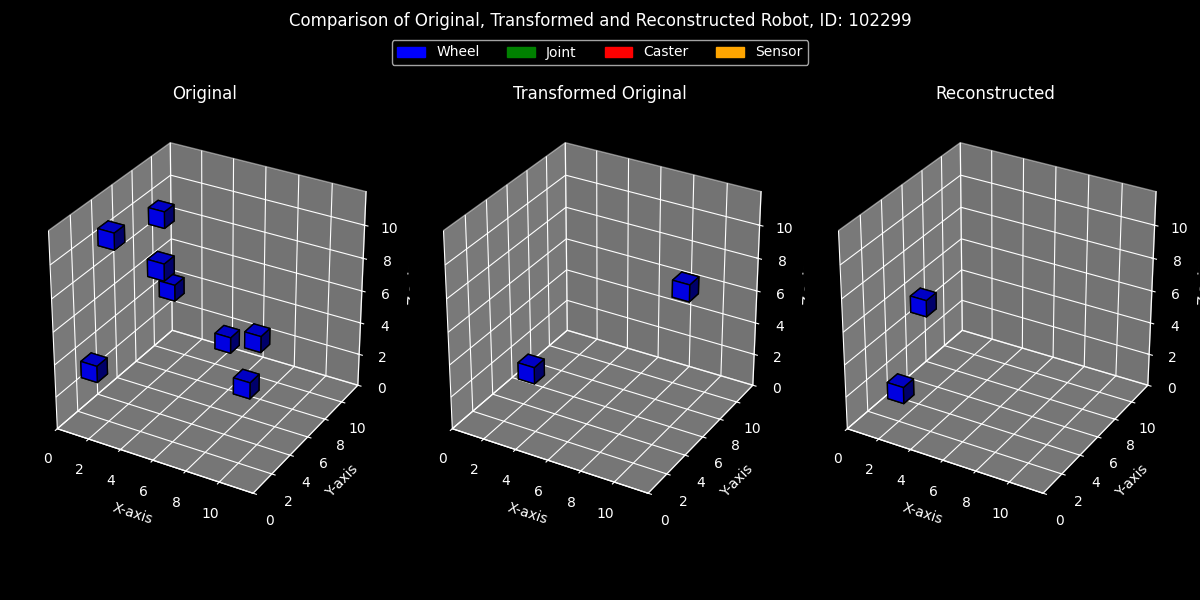 Comparison of Original, Transformed and Reconstructed Robot, ID: 102299
Wheel Joint Caster Sensor
Original
Transformed Original
Reconstructed
0 2 4 6 8 10
X-axis
0 2 4 6 8 10
Y-axis
0 2 4 6 8 10
0 2 4 6 8 10
X-axis
0 2 4 6 8 10
Y-axis
0 2 4 6 8 10
0 2 4 6 8 10
X-axis
0 2 4 6 8 10
Y-axis
0 2 4 6 8 10